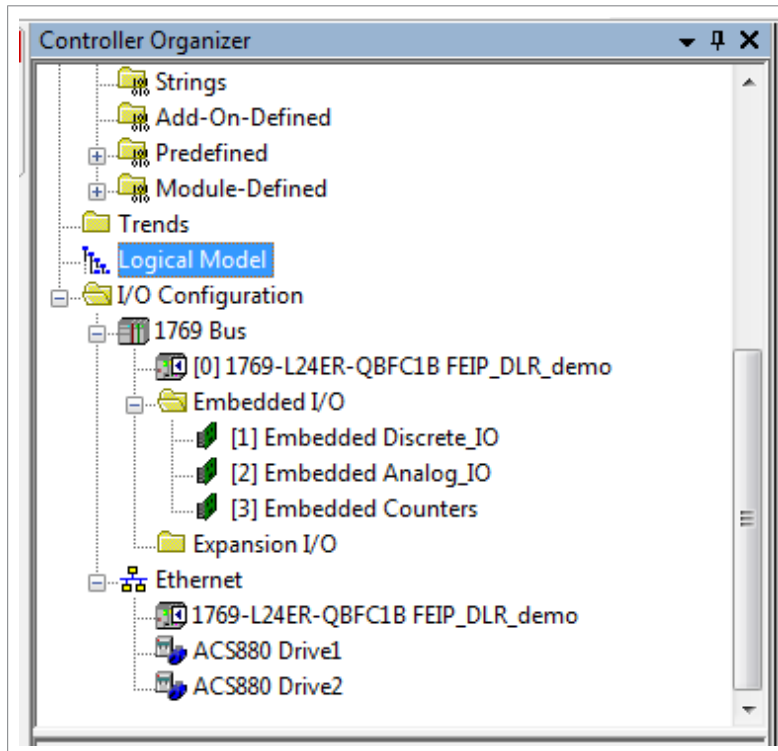 Controller Organizer
Strings
Add-On-Defined
Predefined
Module-Defined
Trends
Logical Model
I/O Configuration
1769 Bus
[0] 1769-L24ER-QBFC1B FEIP_DLR_demo
Embedded I/O
[1] Embedded Discrete_IO
[2] Embedded Analog_IO
[3] Embedded Counters
Expansion I/O
Ethernet
1769-L24ER-QBFC1B FEIP_DLR_demo
ACS880 Drive1
ACS880 Drive2